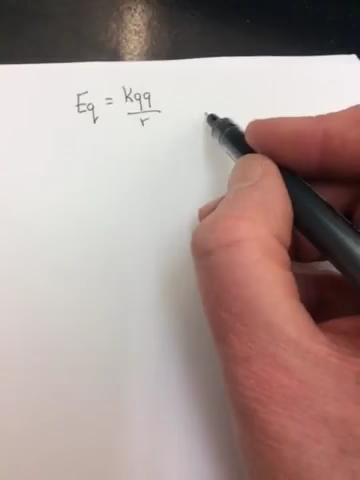 Eq = kqq/r